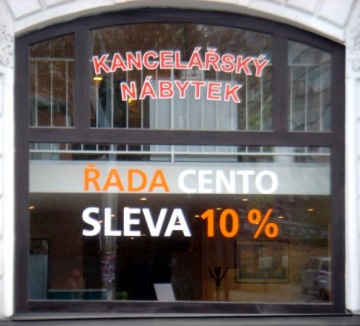 KANCELÁŘSKÝ
NÁBYTEK
ŘADA CENTO
SLEVA 10 %